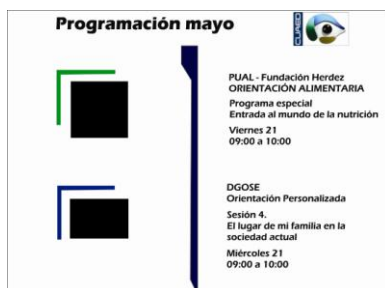 Programación mayo
CUAED
PUAL - Fundación Herdez
ORIENTACIÓN ALIMENTARIA
Programa especial
Entrada al mundo de la nutrición
Viernes 21
09:00 a 10:00
DGOSE
Orientación Personalizada
Sesión 4.
El lugar de mi familia en la
sociedad actual
Miércoles 21
09:00 a 10:00